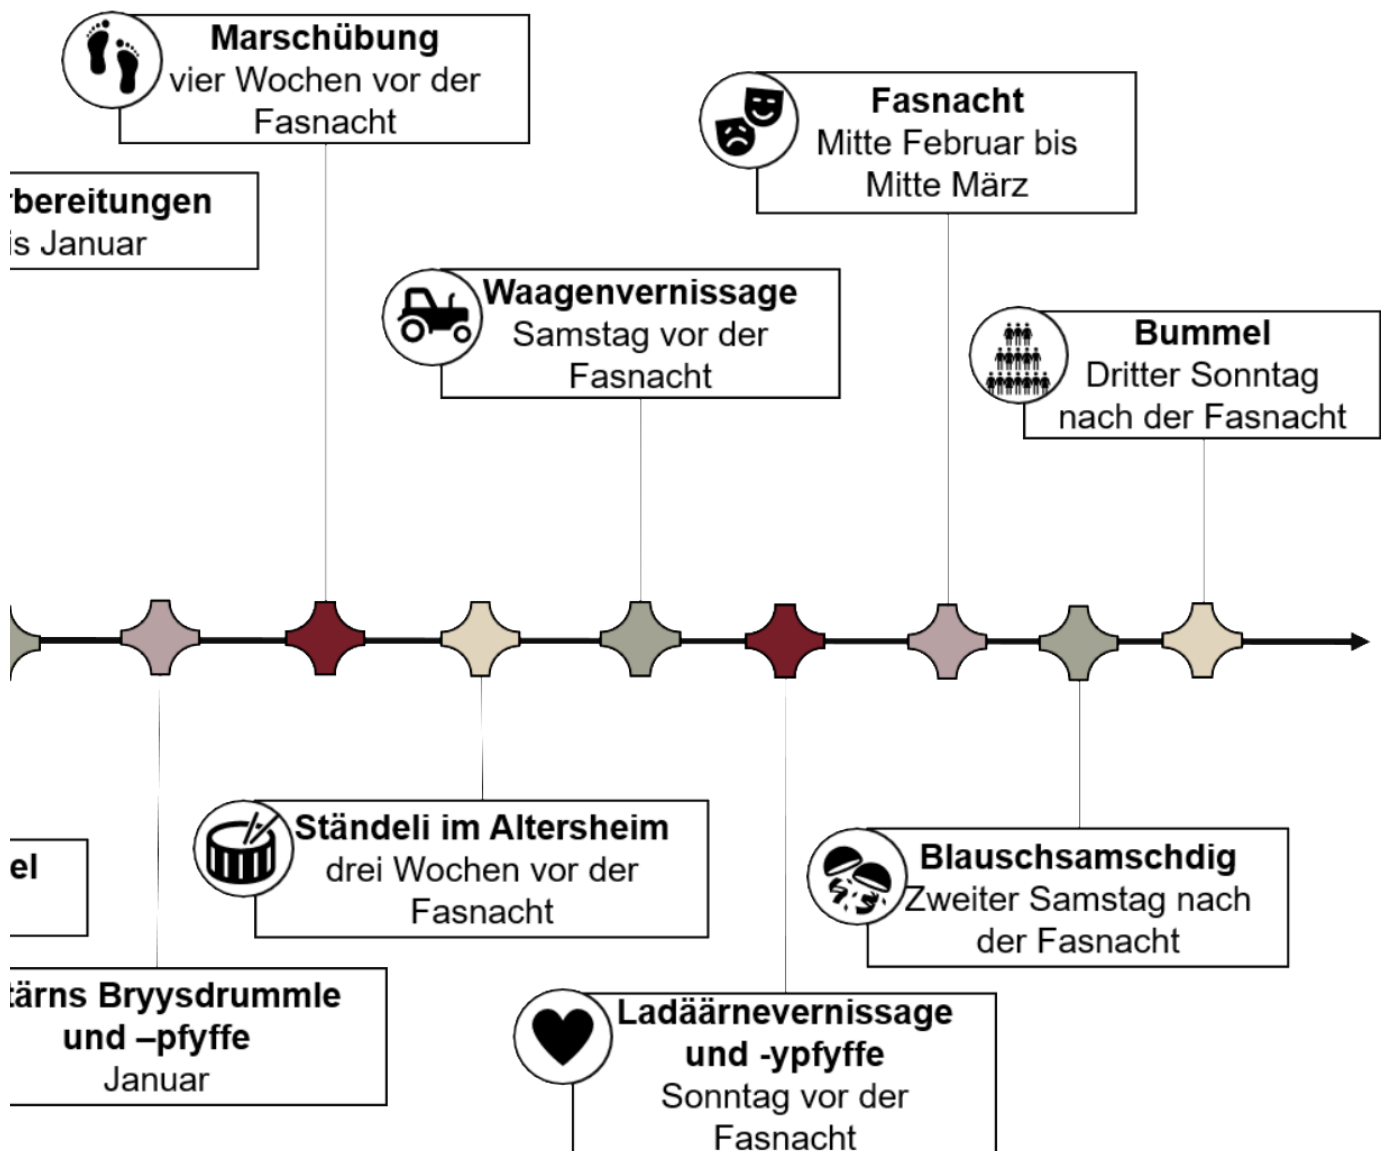 Marschübung
vier Wochen vor der
Fasnacht
Fasnacht
Mitte Februar bis
Mitte März
rbereitungen
is Januar
Waagenvernissage
Samstag vor der
Fasnacht
Bummel
Dritter Sonntag
nach der Fasnacht
Ständeli im Altersheim
drei Wochen vor der
Fasnacht
el
Blauschsamschdig
Zweiter Samstag nach
der Fasnacht
tärns Bryysdrummle
und –pfyffe
Januar
Ladäärnevernissage
und -ypfyffe
Sonntag vor der
Fasnacht